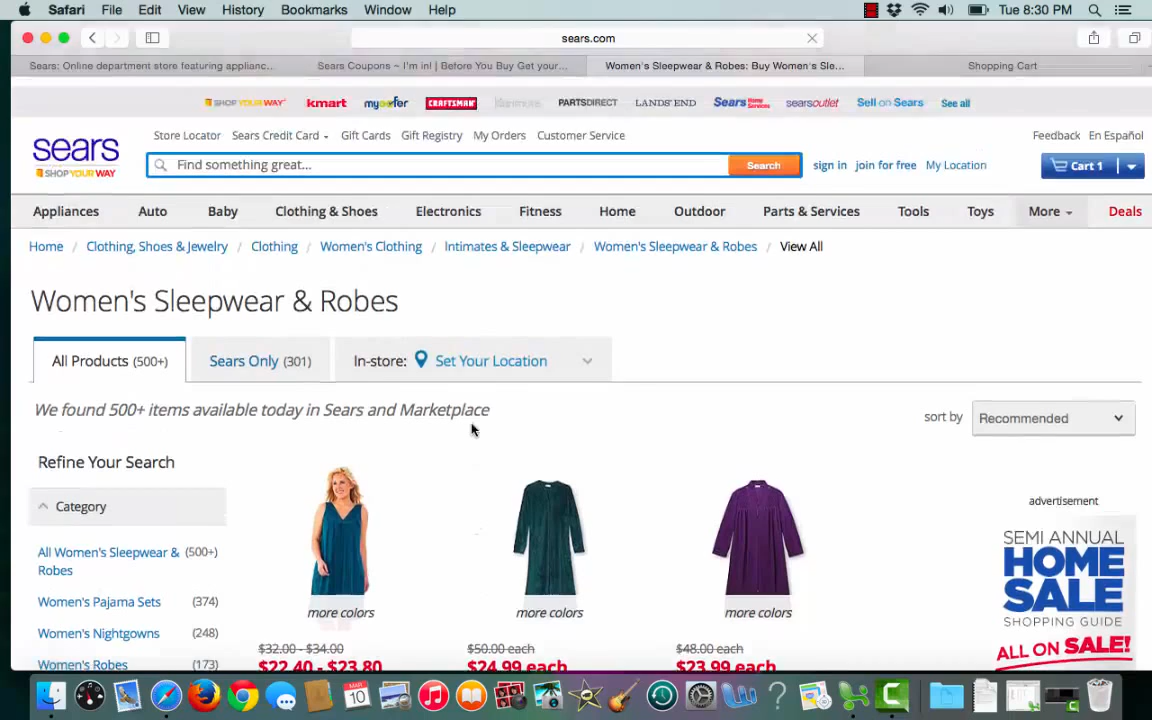 Safari File Edit View History Bookmarks Window Help Tue 8:30 PM
sears.com
Sears: Online department store featuring applianc... Sears Coupons ~ I'm in! | Before You Buy Get your... Women's Sleepwear & Robes: Buy Women's Sle... Shopping Cart
SHOP YOUR WAY kmart mygofer CRAFTSMAN Kenmore PARTSDIRECT LANDS' END Sears Home Services searsoutlet Sell on Sears See all
Store Locator Sears Credit Card Gift Cards Gift Registry My Orders Customer Service Feedback En Español
sears
SHOP YOUR WAY
Find something great... Search sign in join for free My Location Cart 1
Appliances Auto Baby Clothing & Shoes Electronics Fitness Home Outdoor Parts & Services Tools Toys More Deals
Home / Clothing, Shoes & Jewelry / Clothing / Women's Clothing / Intimates & Sleepwear / Women's Sleepwear & Robes / View All
Women's Sleepwear & Robes
All Products (500+) Sears Only (301) In-store: Set Your Location
We found 500+ items available today in Sears and Marketplace
sort by Recommended
Refine Your Search
Category
All Women's Sleepwear & (500+)
Robes
Women's Pajama Sets (374)
Women's Nightgowns (248)
Women's Robes (173)
more colors more colors more colors
$32.00 - $34.00 $50.00 each $48.00 each
$22.40 - $23.80 $24.99 each $23.99 each
advertisement
SEMI ANNUAL
HOME
SALE
SHOPPING GUIDE
ALL ON SALE!
MAR
10